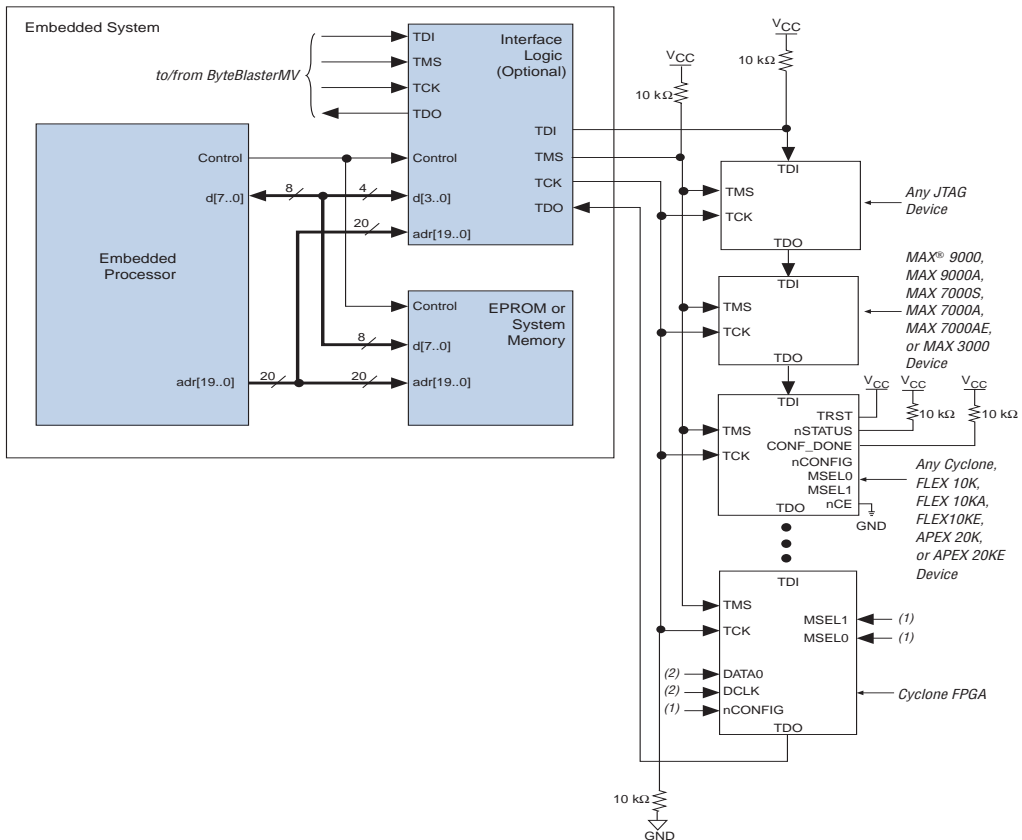 Embedded System
to/from ByteBlasterMV
TDI
TMS
TCK
TDO
Interface
Logic
(Optional)
Control
d[3..0]
adr[19..0]
TDI
TMS
TCK
TDO
Embedded
Processor
Control
d[7..0]
adr[19..0]
8
4
20
8
20
20
EPROM or
System
Memory
Control
d[7..0]
adr[19..0]
VCC
10 kΩ
VCC
10 kΩ
TDI
TMS
TCK
TDO
Any JTAG
Device
TDI
TMS
TCK
TDO
MAX® 9000,
MAX 9000A,
MAX 7000S,
MAX 7000A,
MAX 7000AE,
or MAX 3000
Device
VCC
VCC
VCC
10 kΩ
10 kΩ
TDI
TMS
TCK
TRST
nSTATUS
CONF_DONE
nCONFIG
MSEL0
MSEL1
nCE
TDO
GND
Any Cyclone,
FLEX 10K,
FLEX 10KA,
FLEX10KE,
APEX 20K,
or APEX 20KE
Device
TDI
TMS
TCK
MSEL1
(1)
MSEL0
(1)
(2)
DATA0
(2)
DCLK
(1)
nCONFIG
TDO
Cyclone FPGA
10 kΩ
GND